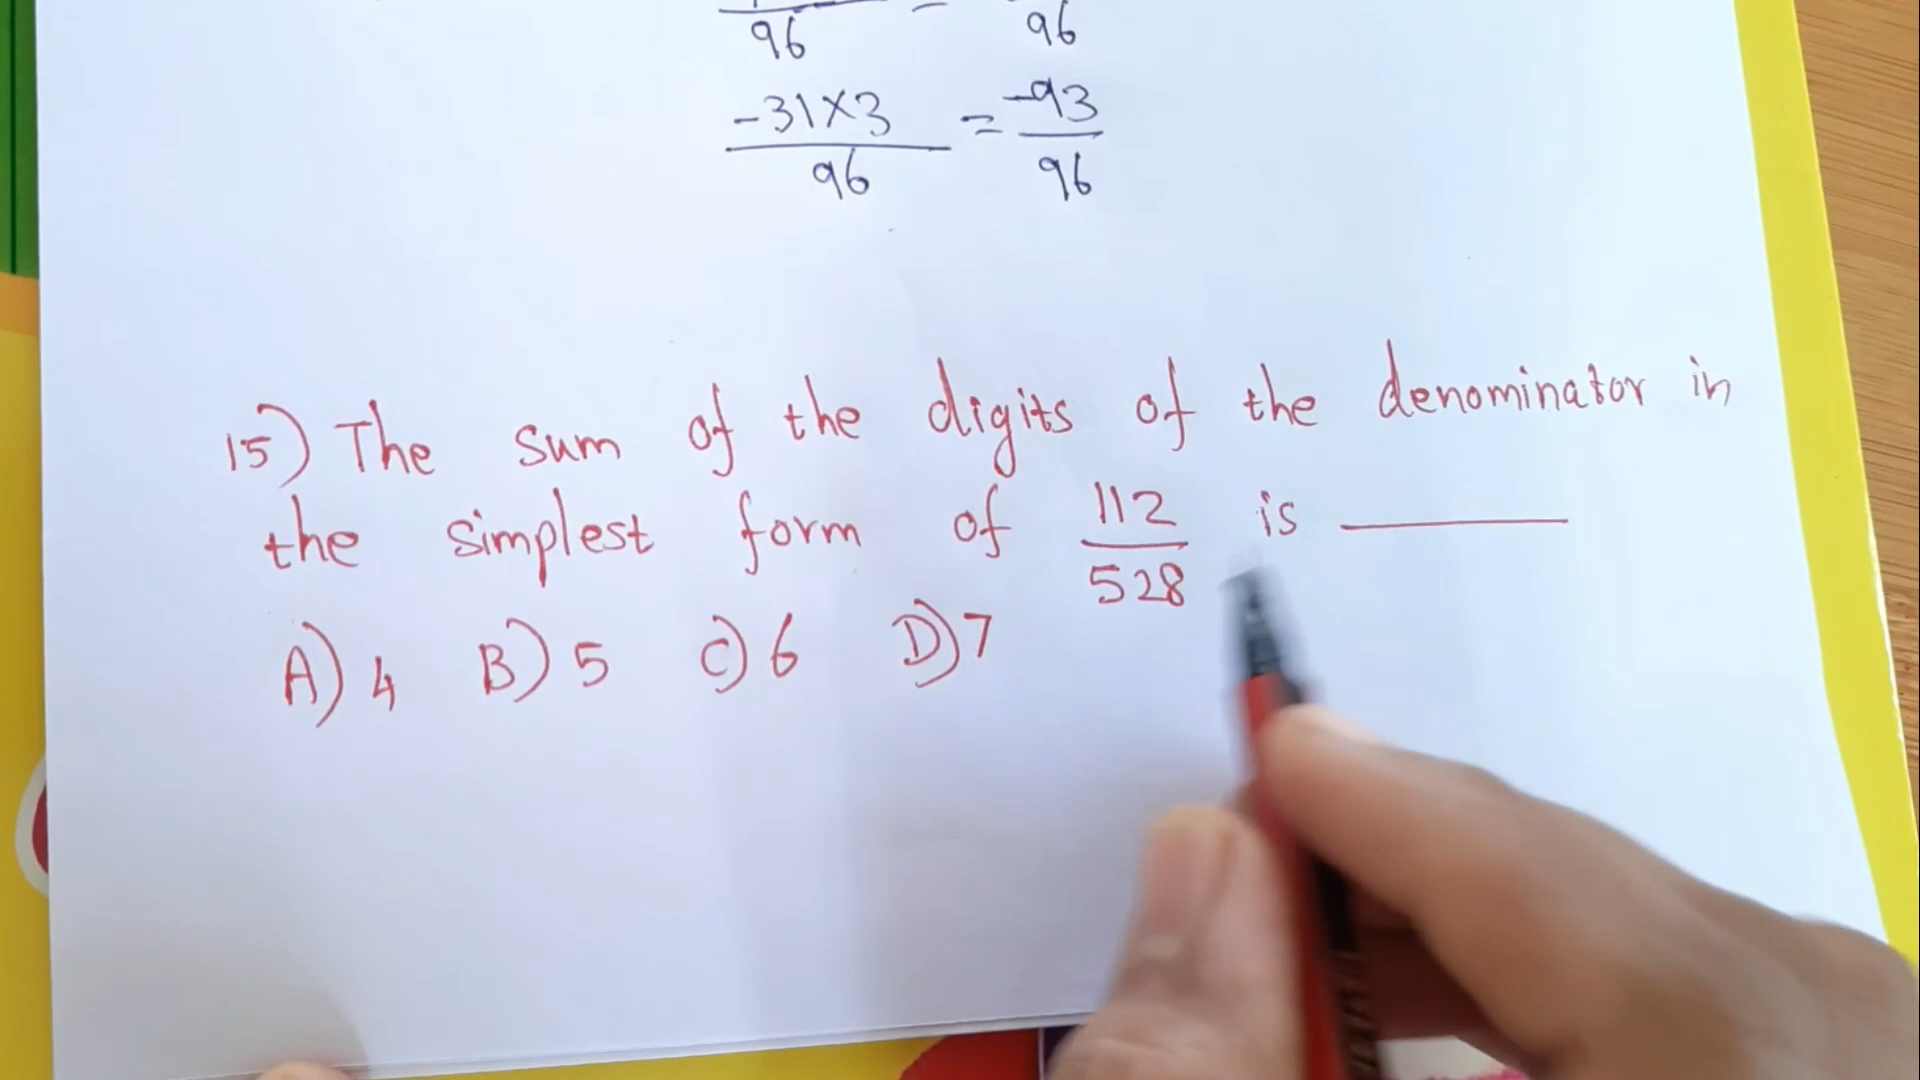 96 = 96
-31×3 = -93
96 96
15) The sum of the digits of the denominator in
the simplest form of 112/528 is ______
A) 4 B) 5 C) 6 D) 7